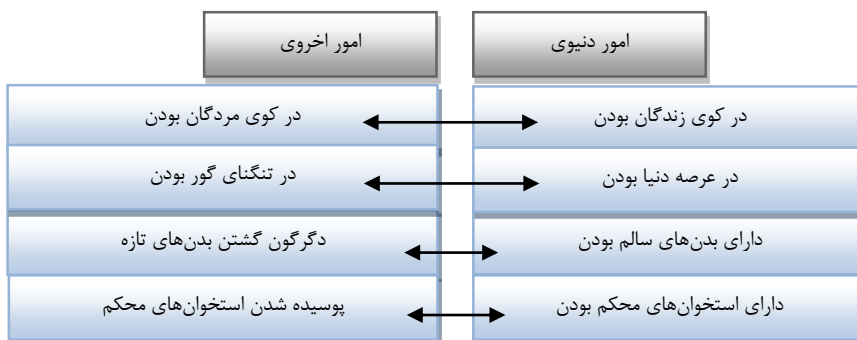 امور دنیوی امور اخروی
در کوی زندگان بودن در کوی مردگان بودن
در عرصه دنیا بودن در تنگنای گور بودن
دارای بدن‌های سالم بودن دگرگون گشتن بدن‌های تازه
دارای استخوان‌های محکم بودن پوسیده شدن استخوان‌های محکم